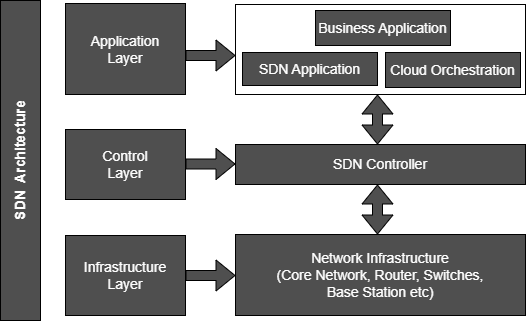 SDN Architecture
Application
Layer
Business Application
SDN Application
Cloud Orchestration
Control
Layer
SDN Controller
Infrastructure
Layer
Network Infrastructure
(Core Network, Router, Switches,
Base Station etc)